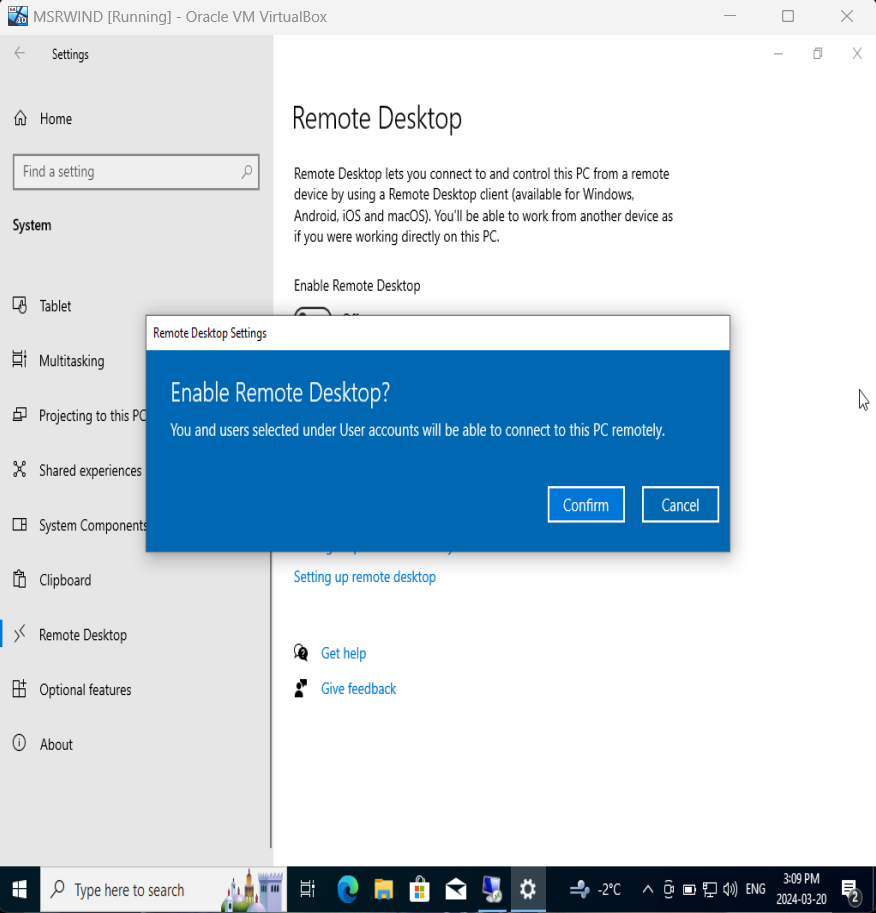 MSRWIND [Running] - Oracle VM VirtualBox
Settings
Home
Find a setting
System
Tablet
Multitasking
Projecting to this PC
Shared experiences
System Components
Clipboard
Remote Desktop
Optional features
About
Remote Desktop
Remote Desktop lets you connect to and control this PC from a remote
device by using a Remote Desktop client (available for Windows,
Android, iOS and macOS). You'll be able to work from another device as
if you were working directly on this PC.
Enable Remote Desktop
Remote Desktop Settings
Enable Remote Desktop?
You and users selected under User accounts will be able to connect to this PC remotely.
Confirm
Cancel
Setting up remote desktop
Get help
Give feedback
Type here to search
-2°C
ENG
3:09 PM
2024-03-20
2